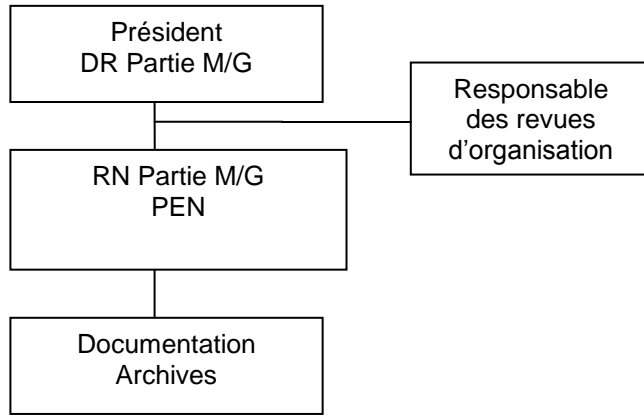 Président
DR Partie M/G
Responsable
des revues
d'organisation
RN Partie M/G
PEN
Documentation
Archives